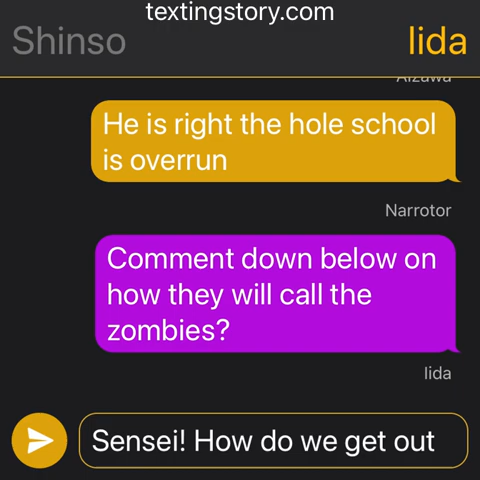 textingstory.com
Shinso
Iida
Aizawa
He is right the hole school
is overrun
Narrotor
Comment down below on
how they will call the
zombies?
Iida
Sensei! How do we get out